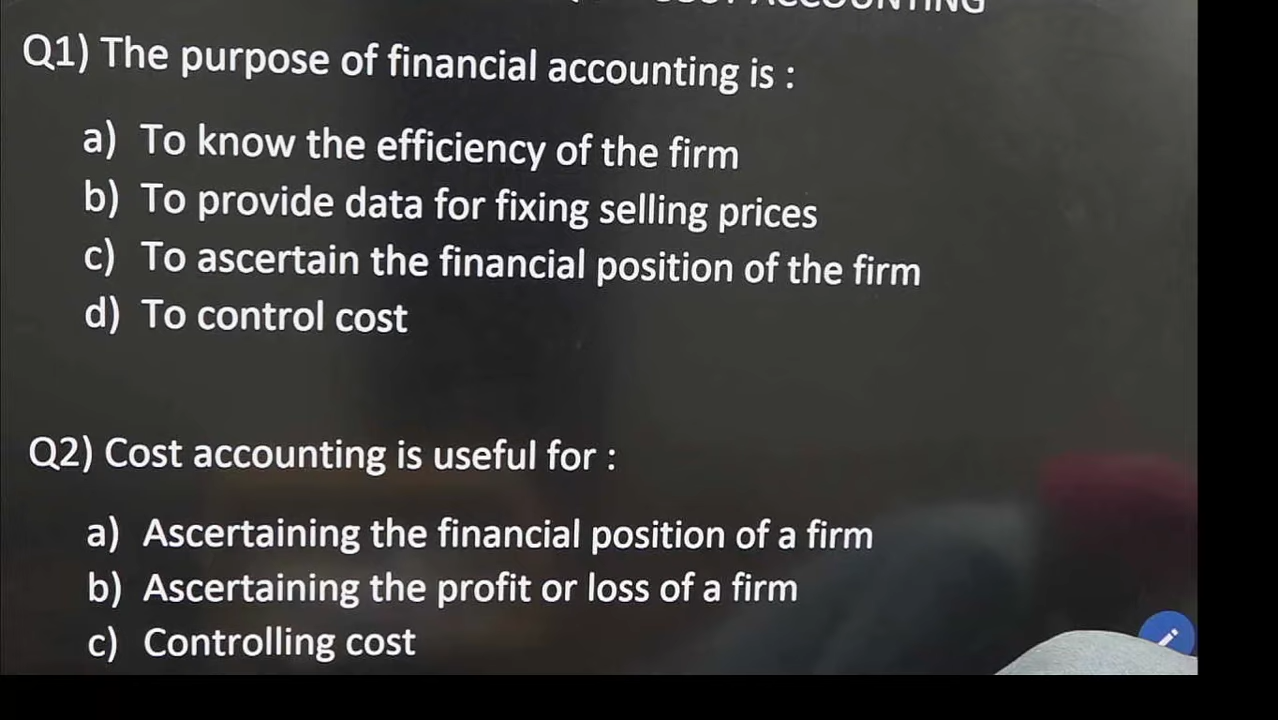 ACCOUNTING
Q1) The purpose of financial accounting is :
a) To know the efficiency of the firm
b) To provide data for fixing selling prices
c) To ascertain the financial position of the firm
d) To control cost
Q2) Cost accounting is useful for :
a) Ascertaining the financial position of a firm
b) Ascertaining the profit or loss of a firm
c) Controlling cost